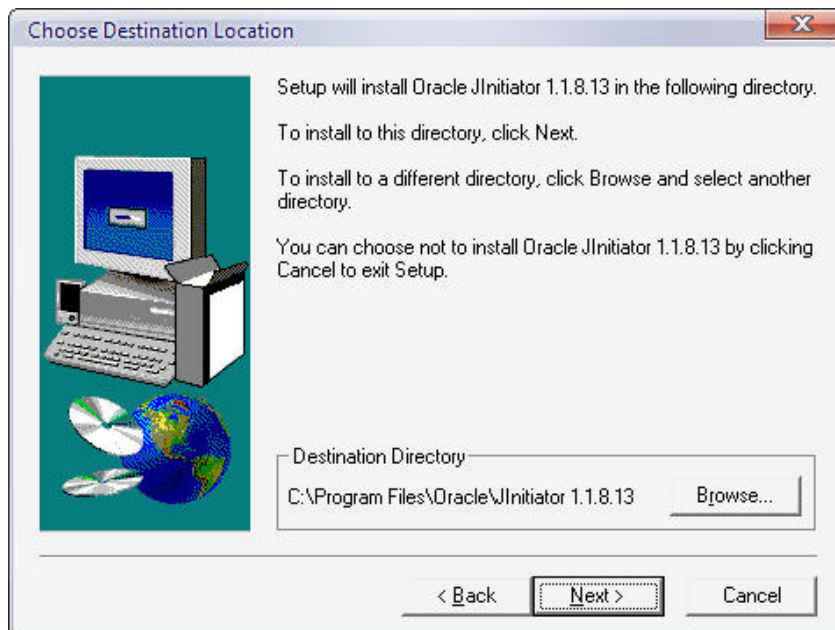 Choose Destination Location
Setup will install Oracle JInitiator 1.1.8.13 in the following directory.
To install to this directory, click Next.
To install to a different directory, click Browse and select another
directory.
You can choose not to install Oracle JInitiator 1.1.8.13 by clicking
Cancel to exit Setup.
Destination Directory
C:\Program Files\Oracle\JInitiator 1.1.8.13
Browse...
< Back
Next >
Cancel